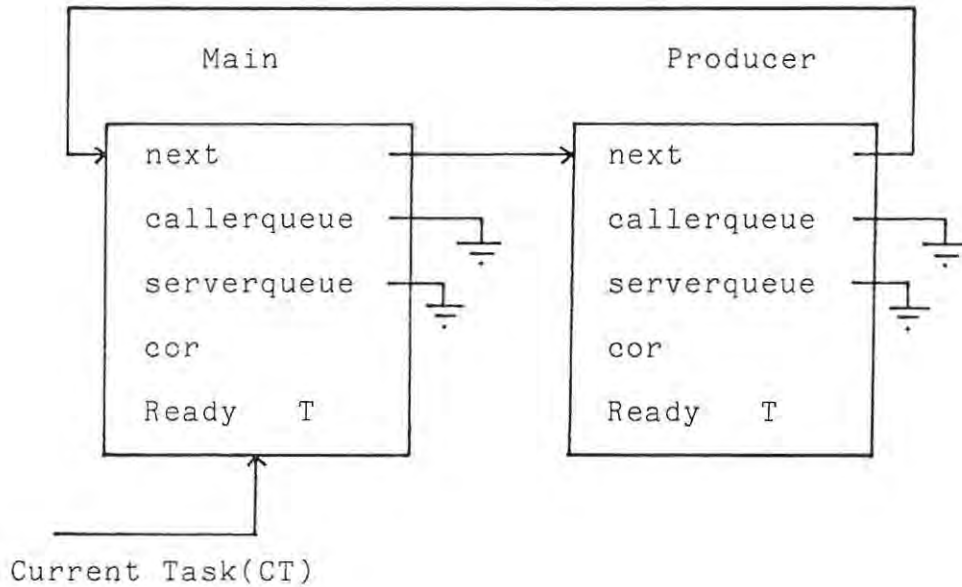 Main Producer
next next
callerqueue callerqueue
serverqueue serverqueue
cor cor
Ready T Ready T
Current Task(CT)